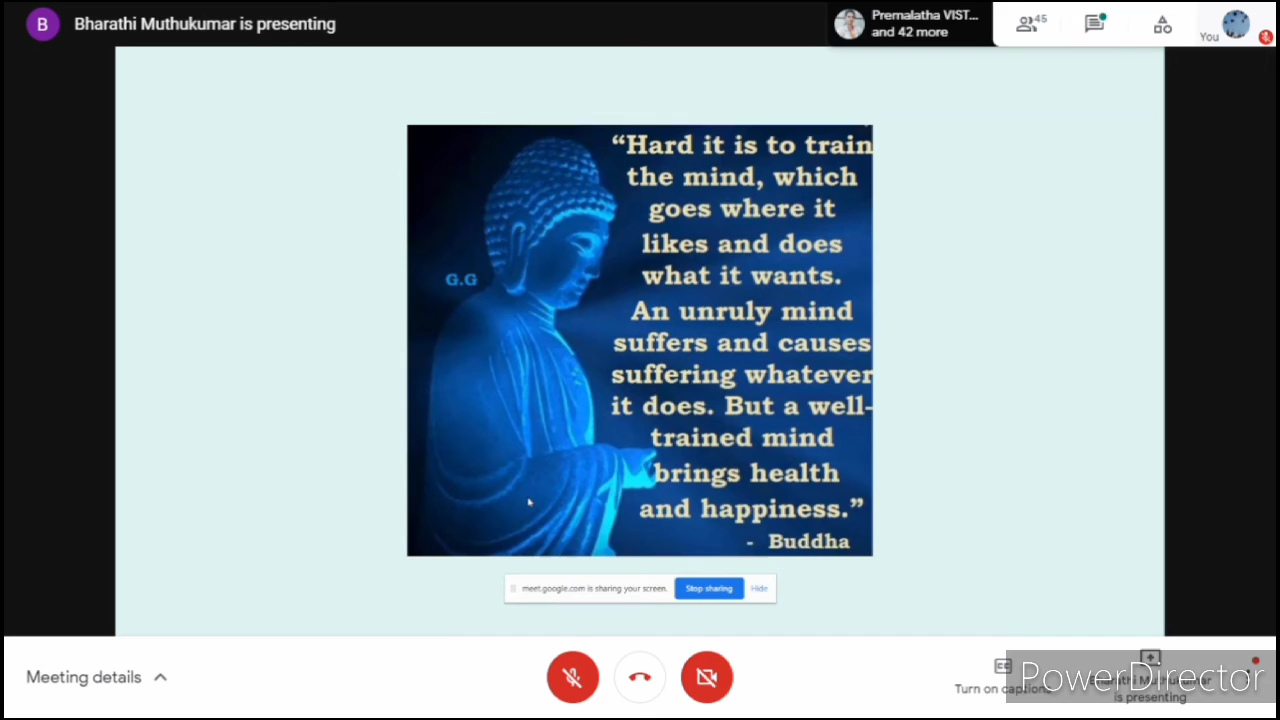 B
Bharathi Muthukumar is presenting
Premalatha VIST...
and 42 more
45
You
“Hard it is to train
the mind, which
goes where it
likes and does
what it wants.
An unruly mind
suffers and causes
suffering whatever
it does. But a well-
trained mind
brings health
and happiness.”
- Buddha
G.G
meet.google.com is sharing your screen.
Stop sharing
Hide
Meeting details
CC
Turn on captions
Bharathi Muthukumar
is presenting
PowerDirector